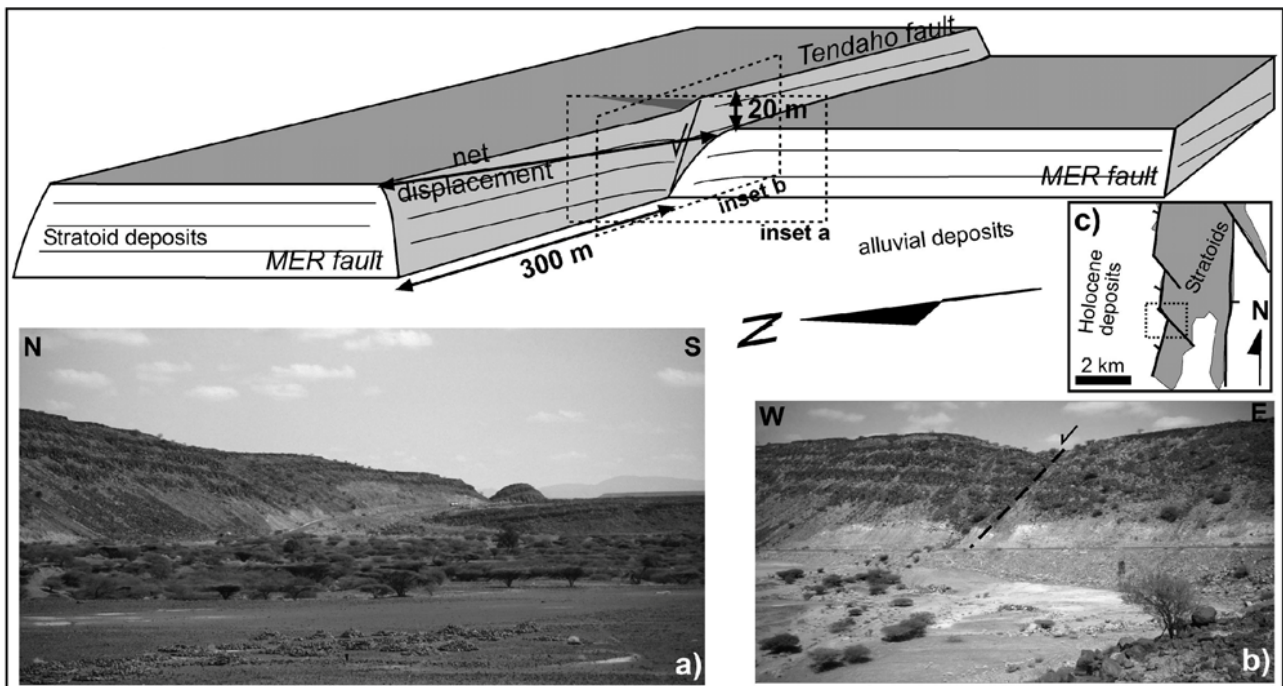 Tendaho fault
20 m
net
displacement
MER fault
inset b
inset a
Stratoid deposits
MER fault
300 m
alluvial deposits
N
c)
Holocene
deposits
Stratoids
N
2 km
N
S
a)
W
E
b)